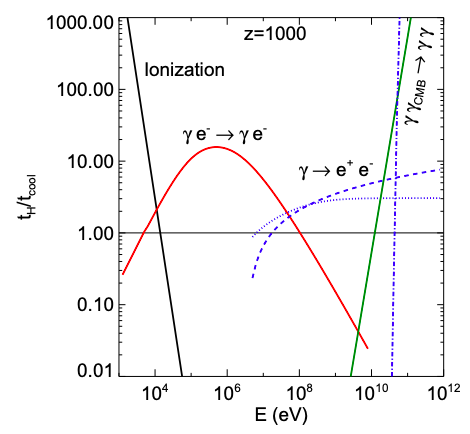 z=1000
1000.00
100.00
10.00
1.00
0.10
0.01
t_H/t_cool
Ionization
γ e⁻ → γ e⁻
γ → e⁺ e⁻
γ γ_CMB → γ γ
10⁴ 10⁶ 10⁸ 10¹⁰ 10¹²
E (eV)